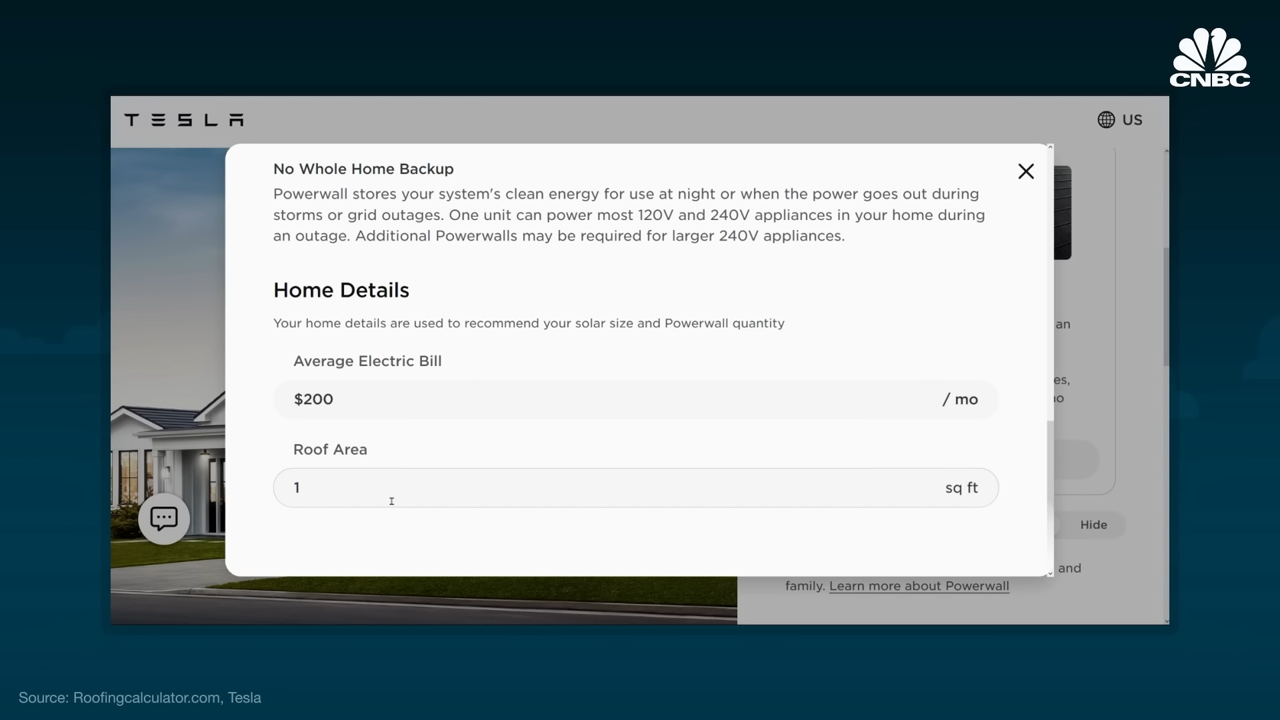 CNBC
TESLA
US
No Whole Home Backup
Powerwall stores your system's clean energy for use at night or when the power goes out during
storms or grid outages. One unit can power most 120V and 240V appliances in your home during
an outage. Additional Powerwalls may be required for larger 240V appliances.
an
Home Details
Your home details are used to recommend your solar size and Powerwall quantity
Average Electric Bill
es,
$200 / mo
Roof Area
1 sq ft
Hide
and
family. Learn more about Powerwall
Source: Roofingcalculator.com, Tesla